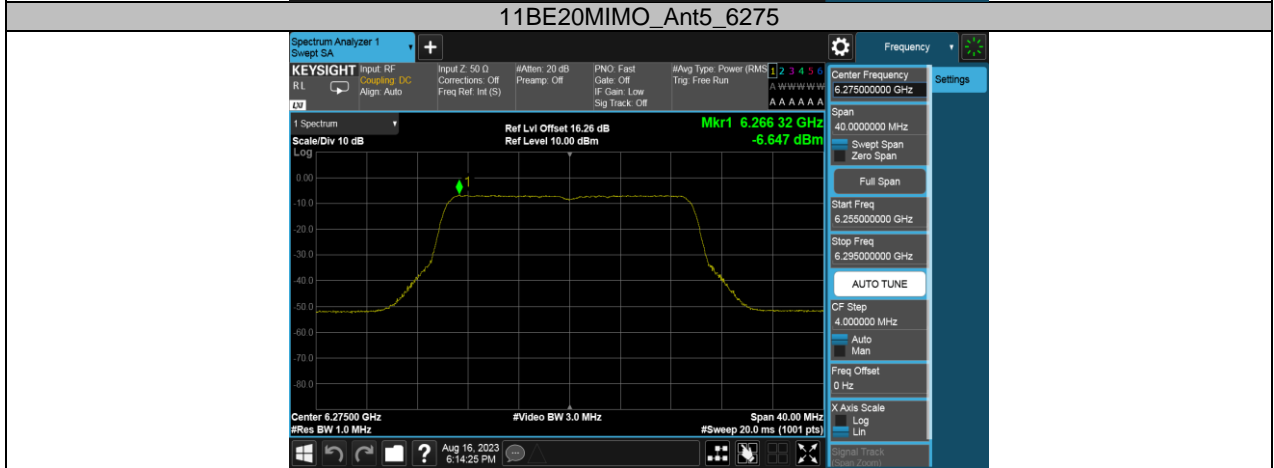 11BE20MIMO_Ant5_6275
Spectrum Analyzer 1
Swept SA
Frequency
KEYSIGHT
RL
LXI
Input: RF
Coupling: DC
Align: Auto
Input Z: 50 Ω
Corrections: Off
Freq Ref: Int (S)
#Atten: 20 dB
Preamp: Off
PNO: Fast
Gate: Off
IF Gain: Low
Sig Track: Off
#Avg Type: Power (RMS
Trig: Free Run
1 2 3 4 5 6
A W W W W W
A A A A A A
1 Spectrum
Scale/Div 10 dB
Ref Lvl Offset 16.26 dB
Ref Level 10.00 dBm
Mkr1 6.266 32 GHz
-6.647 dBm
Log
1
0.00
-10.0
-20.0
-30.0
-40.0
-50.0
-60.0
-70.0
-80.0
Center 6.27500 GHz
#Res BW 1.0 MHz
#Video BW 3.0 MHz
Span 40.00 MHz
#Sweep 20.0 ms (1001 pts)
Aug 16, 2023
6:14:25 PM
Center Frequency
6.275000000 GHz
Settings
Span
40.0000000 MHz
Swept Span
Zero Span
Full Span
Start Freq
6.255000000 GHz
Stop Freq
6.295000000 GHz
AUTO TUNE
CF Step
4.000000 MHz
Auto
Man
Freq Offset
0 Hz
X Axis Scale
Log
Lin
Signal Track
(Span Zoom)